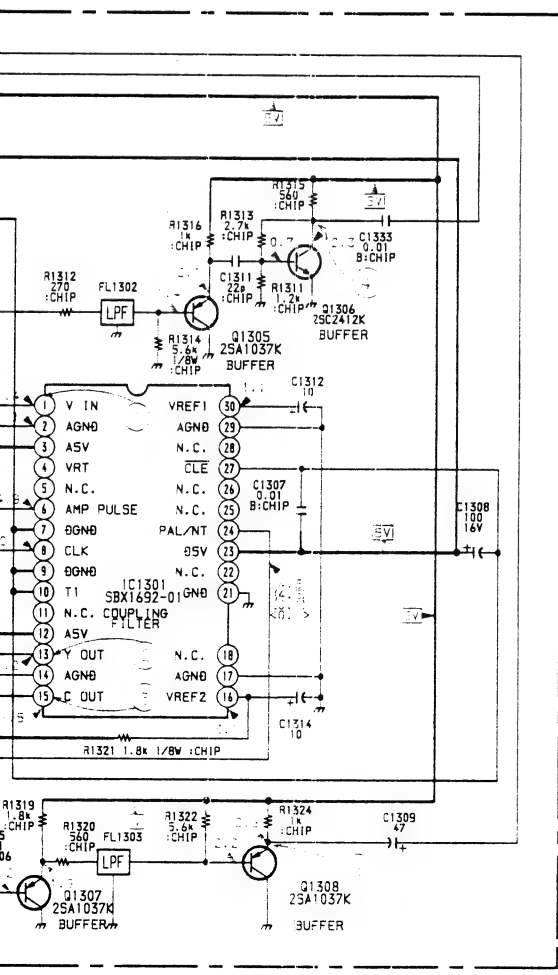 5V
R1315
560
:CHIP
5V
R1316
1k
:CHIP
R1313
2.7k
:CHIP
0.7
C1333
0.01
B:CHIP
C1311
22p
:CHIP
R1311
1.2k
:CHIP
Q1306
2SC2412K
BUFFER
R1312
270
:CHIP
FL1302
LPF
R1314
5.6k
1/8W
:CHIP
Q1305
2SA1037K
BUFFER
1 V IN
2 AGND
3 A5V
4 VRT
5 N.C.
6 AMP PULSE
7 DGND
8 CLK
9 DGND
10 T1
11 N.C.
12 A5V
13 Y OUT
14 AGND
15 C OUT
IC1301
SBX1692-01
COUPLING
FILTER
VREF1 30
AGND 29
N.C. 28
CLE 27
N.C. 26
N.C. 25
PAL/NT 24
D5V 23
N.C. 22
GND 21
N.C. 18
AGND 17
VREF2 16
C1312
10
C1307
0.01
B:CHIP
C1308
100
16V
5V
5V
C1314
10
R1321 1.8k 1/8W :CHIP
R1319
1.8k
:CHIP
R1320
560
:CHIP
FL1303
LPF
R1322
5.6k
:CHIP
R1324
1k
:CHIP
C1309
47
Q1307
2SA1037K
BUFFER
Q1308
2SA1037K
BUFFER